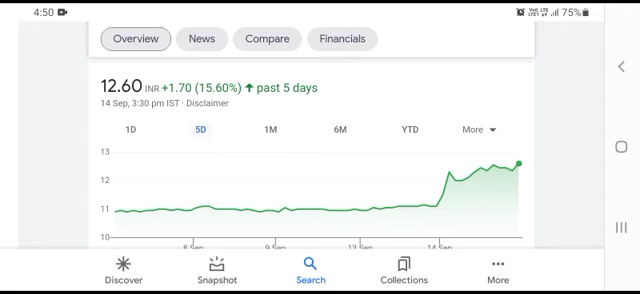 4:50 75%
Overview News Compare Financials
12.60 INR +1.70 (15.60%) ↑ past 5 days
14 Sep, 3:30 pm IST · Disclaimer
1D 5D 1M 6M YTD More
13
12
11
10
8 Sep 9 Sep 13 Sep 14 Sep
Discover Snapshot Search Collections More